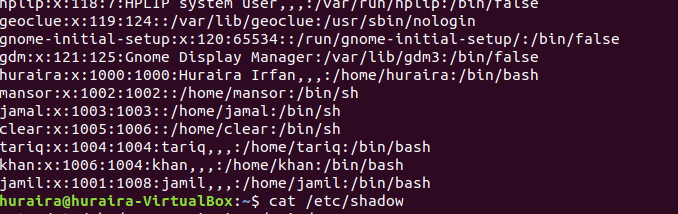 hplip:x:118:7:HPLIP system user,,,:/var/run/hplip:/bin/false
geoclue:x:119:124::/var/lib/geoclue:/usr/sbin/nologin
gnome-initial-setup:x:120:65534::/run/gnome-initial-setup/:/bin/false
gdm:x:121:125:Gnome Display Manager:/var/lib/gdm3:/bin/false
huraira:x:1000:1000:Huraira Irfan,,,:/home/huraira:/bin/bash
mansor:x:1002:1002::/home/mansor:/bin/sh
jamal:x:1003:1003::/home/jamal:/bin/sh
clear:x:1005:1006::/home/clear:/bin/sh
tariq:x:1004:1004:tariq,,,:/home/tariq:/bin/bash
khan:x:1006:1004:khan,,,:/home/khan:/bin/bash
jamil:x:1001:1008:jamil,,,:/home/jamil:/bin/bash
huraira@huraira-VirtualBox:~$ cat /etc/shadow